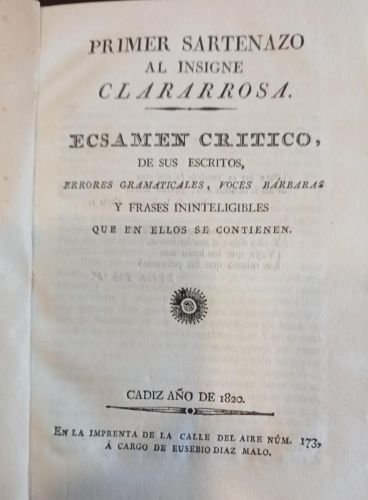 PRIMER SARTENAZO
AL INSIGNE
CLARARROSA.
ECSAMEN CRITICO,
DE SUS ESCRITOS,
ERRORES GRAMATICALES, VOCES BÁRBARAS
Y FRASES ININTELIGIBLES
QUE EN ELLOS SE CONTIENEN.
CADIZ AÑO DE 1820.
EN LA IMPRENTA DE LA CALLE DEL AIRE NÚM. 173,
Á CARGO DE EUSEBIO DIAZ MALO.